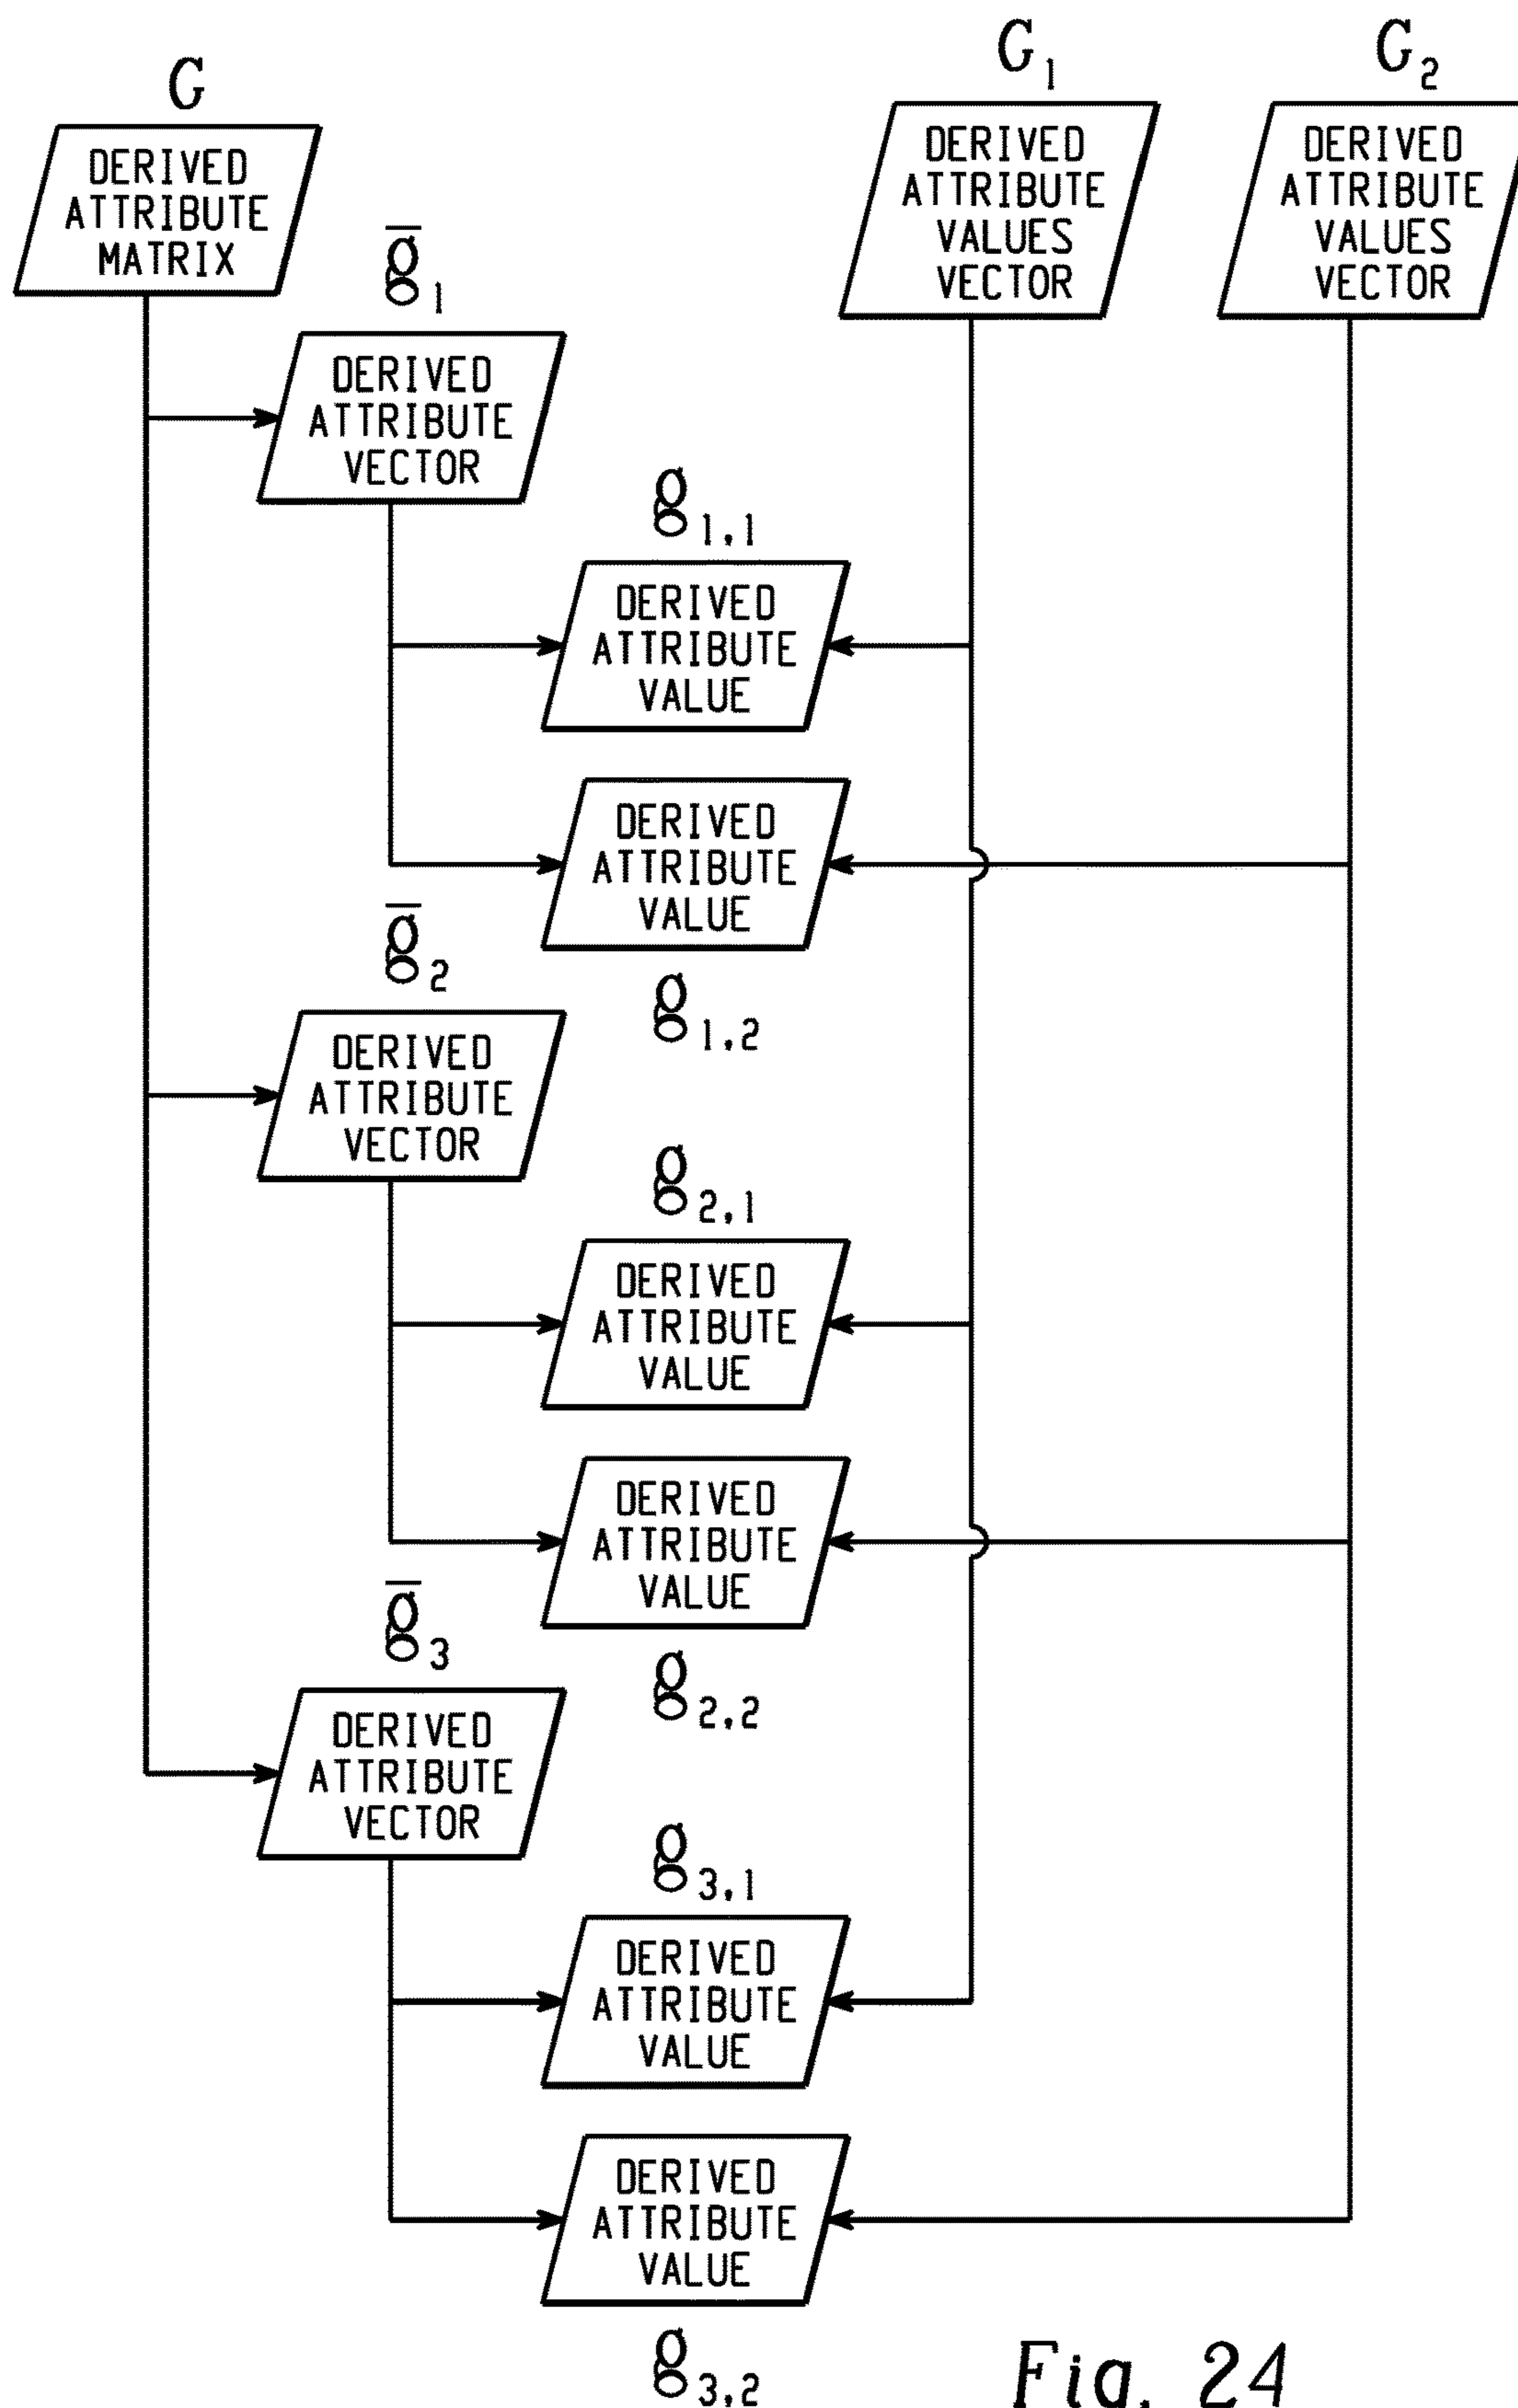 G
DERIVED
ATTRIBUTE
MATRIX
G1
DERIVED
ATTRIBUTE
VALUES
VECTOR
G2
DERIVED
ATTRIBUTE
VALUES
VECTOR
g̅1
DERIVED
ATTRIBUTE
VECTOR
g1,1
DERIVED
ATTRIBUTE
VALUE
DERIVED
ATTRIBUTE
VALUE
g1,2
g̅2
DERIVED
ATTRIBUTE
VECTOR
g2,1
DERIVED
ATTRIBUTE
VALUE
DERIVED
ATTRIBUTE
VALUE
g2,2
g̅3
DERIVED
ATTRIBUTE
VECTOR
g3,1
DERIVED
ATTRIBUTE
VALUE
DERIVED
ATTRIBUTE
VALUE
g3,2
Fig. 24